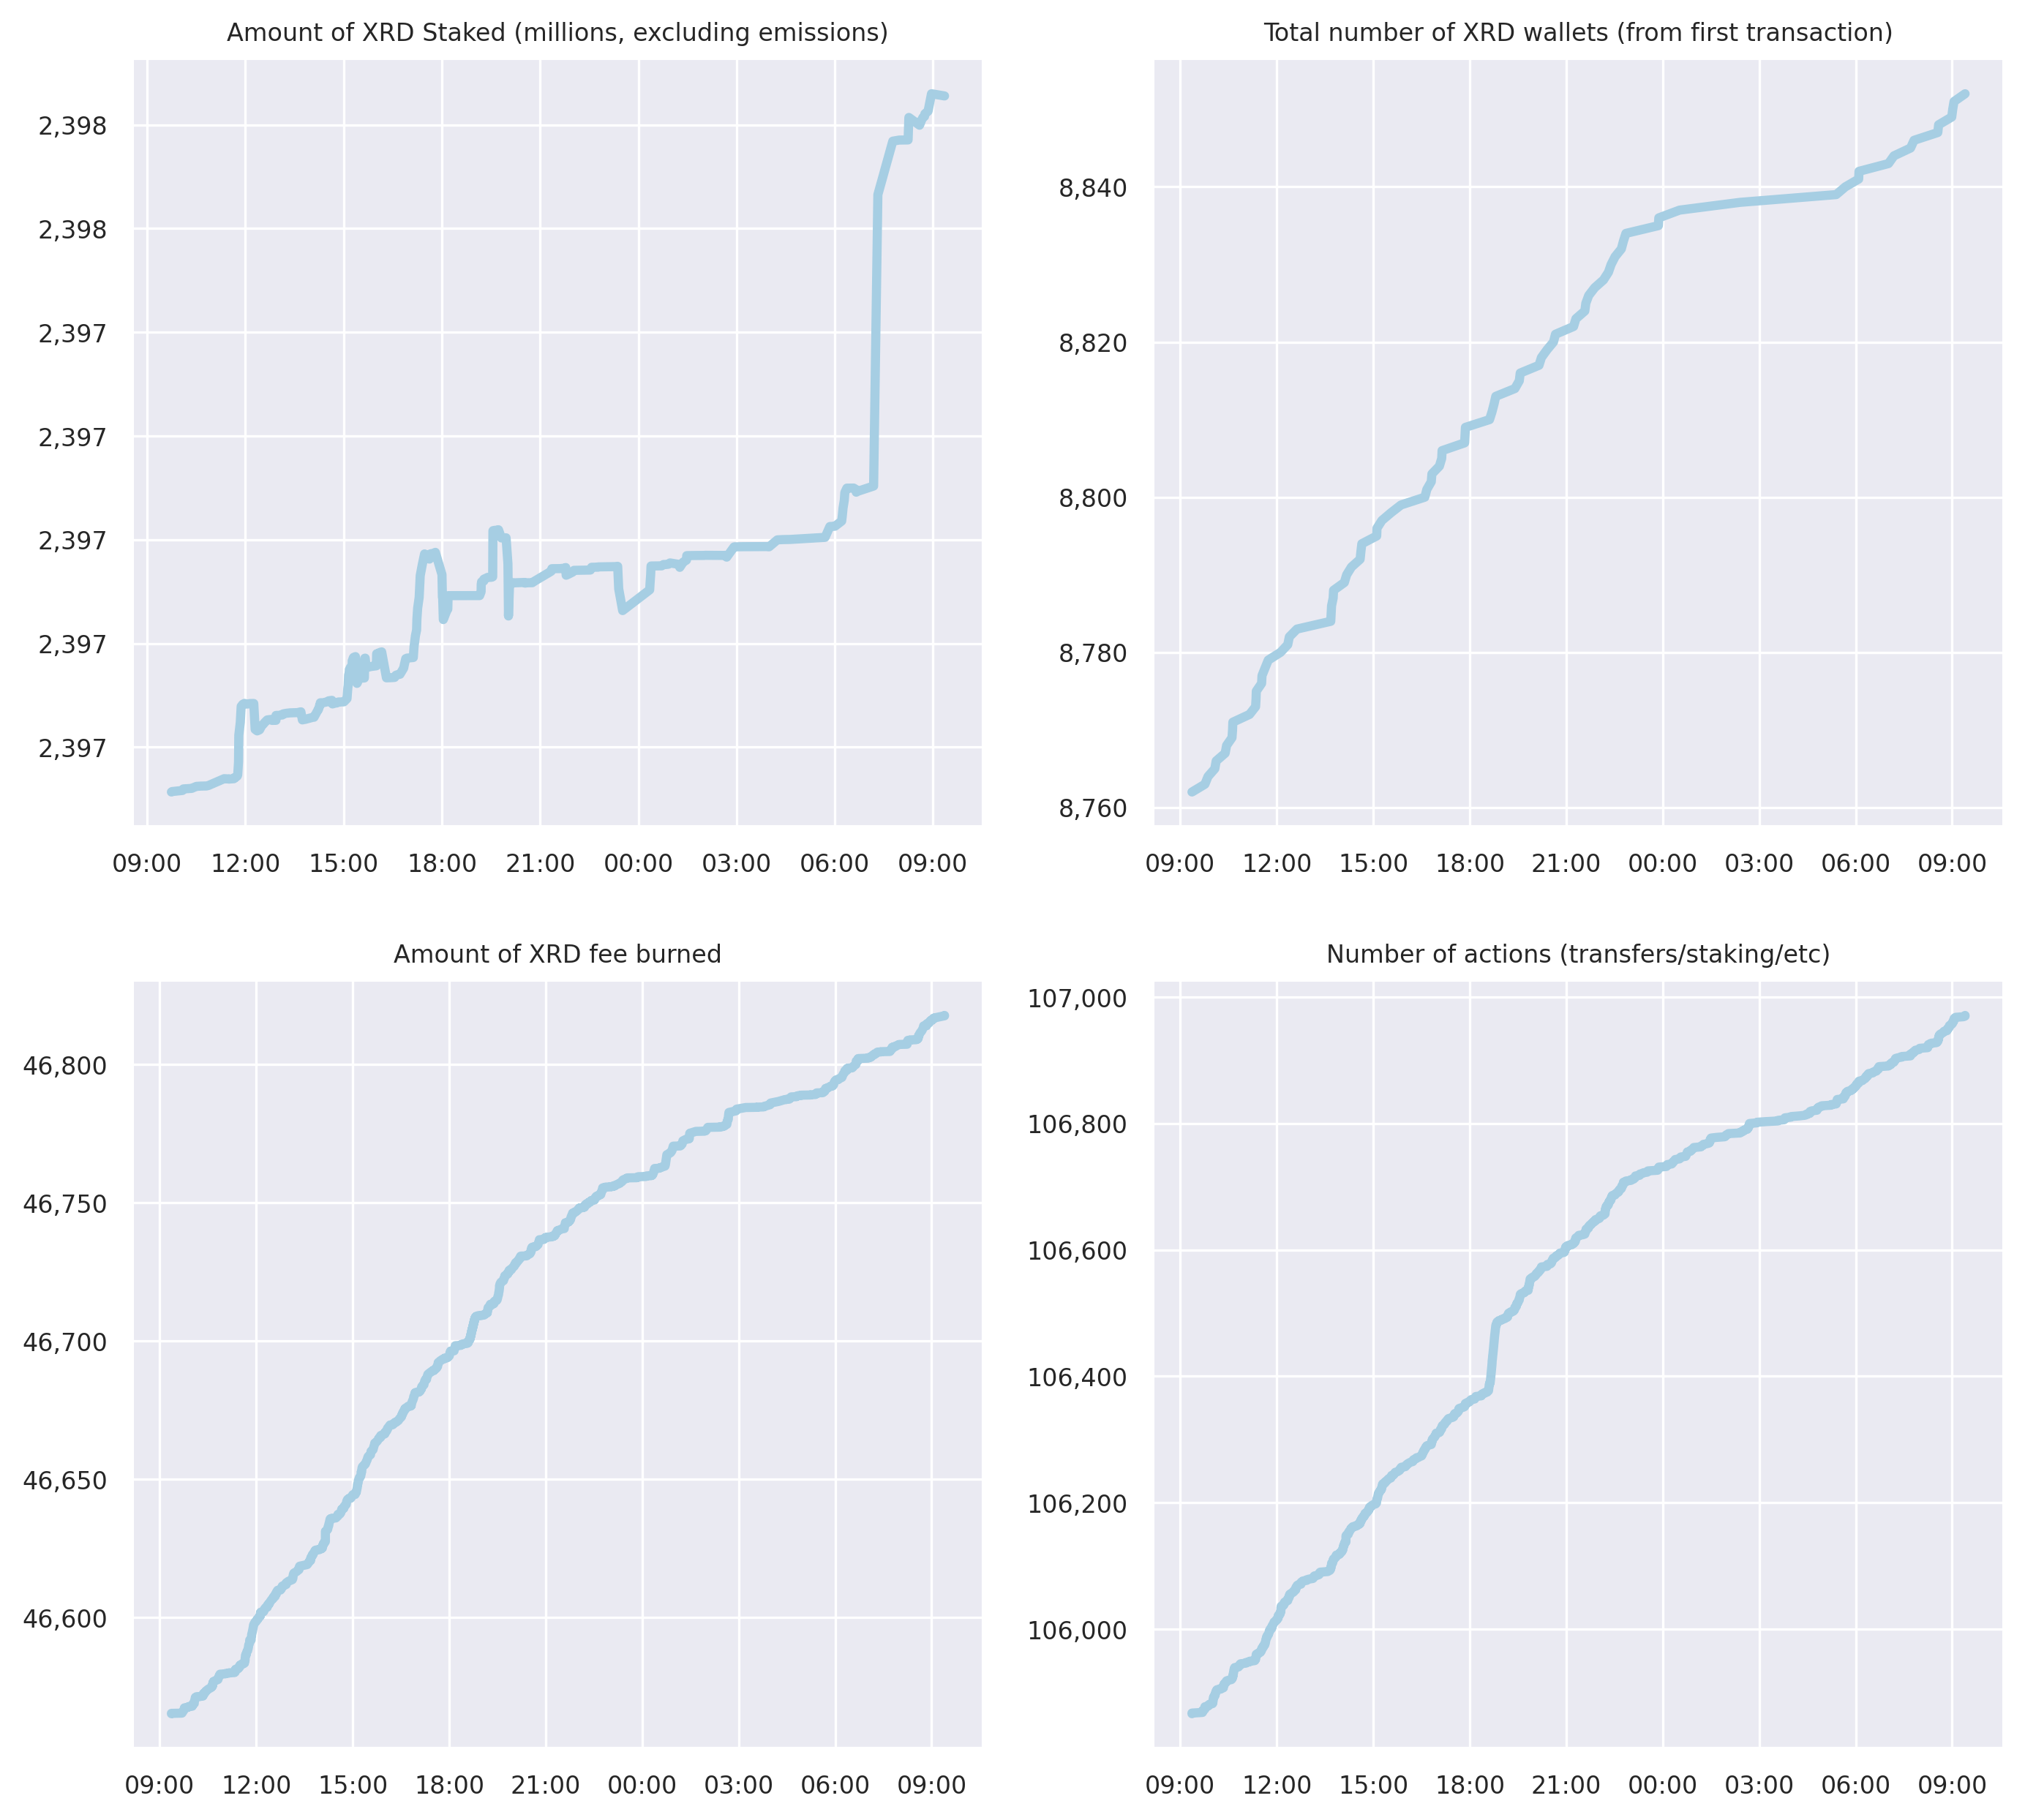 Amount of XRD Staked (millions, excluding emissions)
2,398
2,398
2,397
2,397
2,397
2,397
2,397
09:00 12:00 15:00 18:00 21:00 00:00 03:00 06:00 09:00
Total number of XRD wallets (from first transaction)
8,840
8,820
8,800
8,780
8,760
09:00 12:00 15:00 18:00 21:00 00:00 03:00 06:00 09:00
Amount of XRD fee burned
46,800
46,750
46,700
46,650
46,600
09:00 12:00 15:00 18:00 21:00 00:00 03:00 06:00 09:00
Number of actions (transfers/staking/etc)
107,000
106,800
106,600
106,400
106,200
106,000
09:00 12:00 15:00 18:00 21:00 00:00 03:00 06:00 09:00